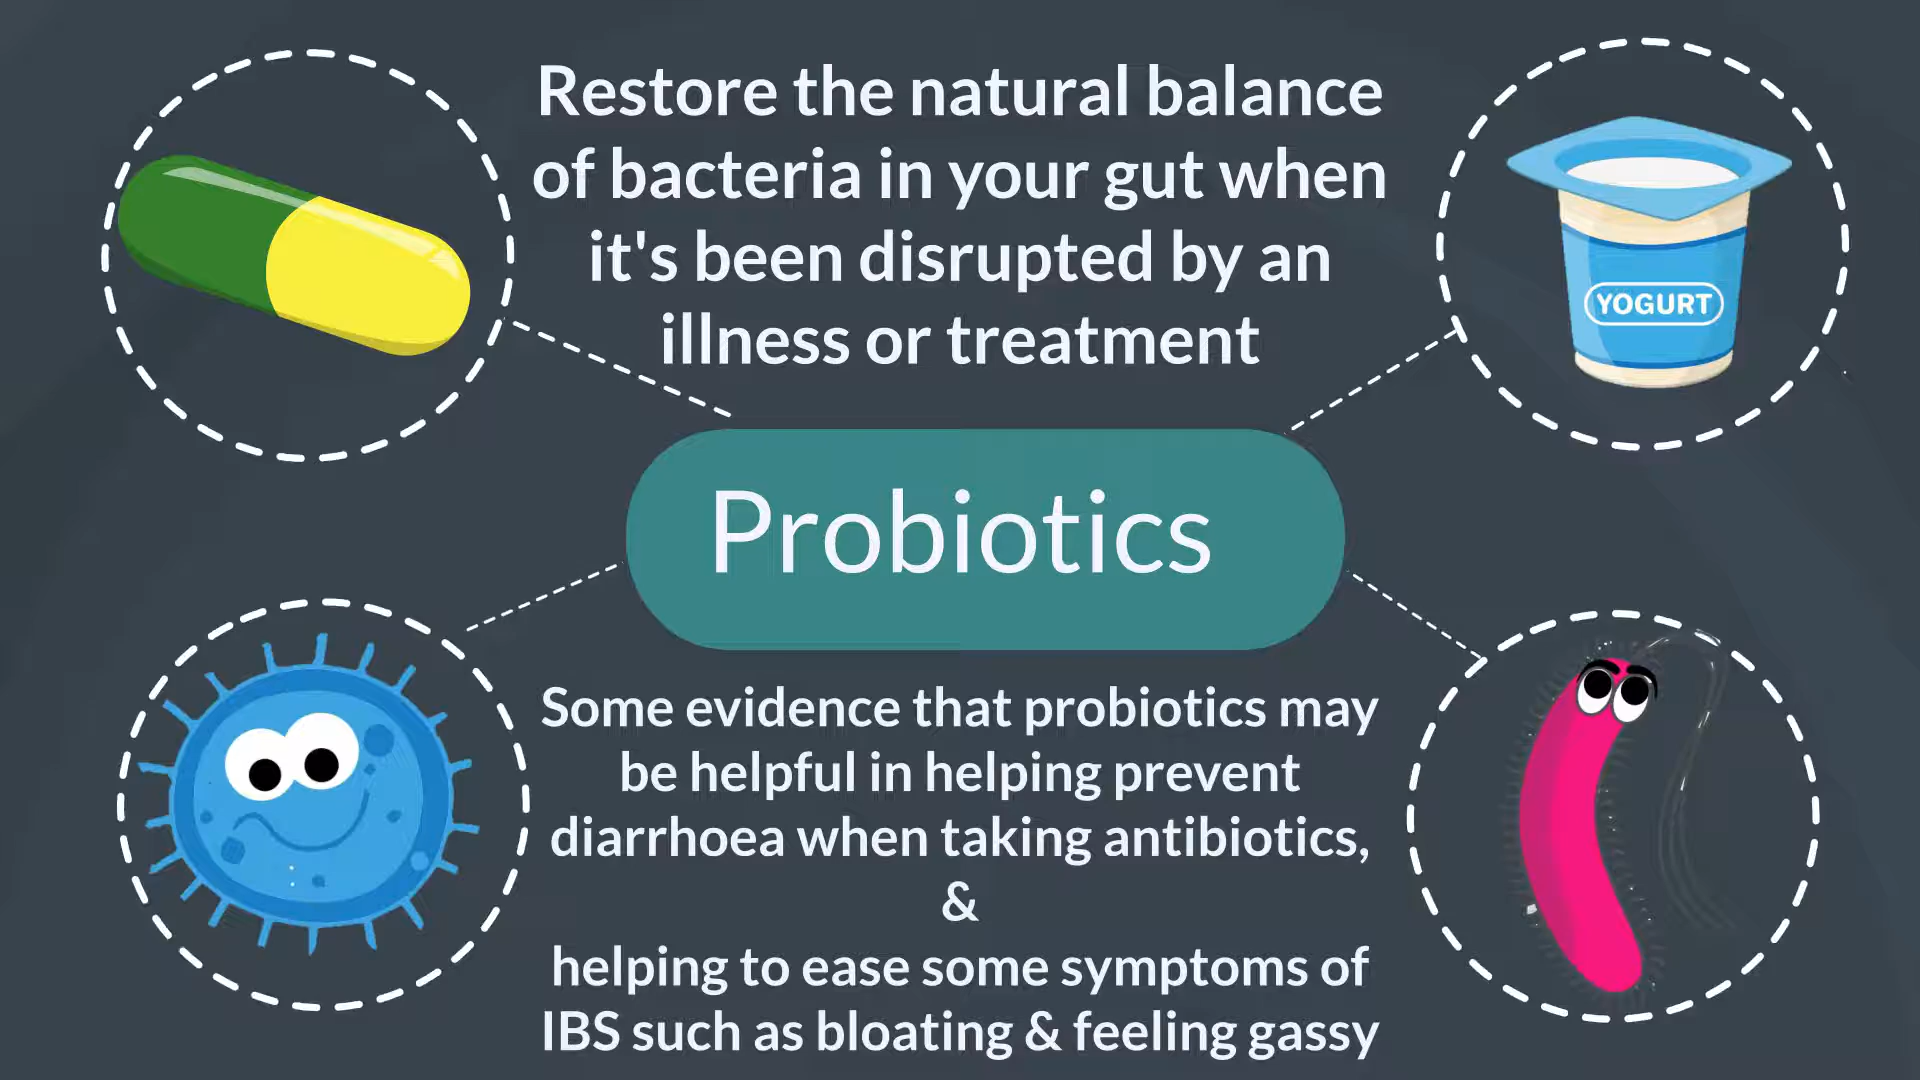 Restore the natural balance
of bacteria in your gut when
it's been disrupted by an
illness or treatment
YOGURT
Probiotics
Some evidence that probiotics may
be helpful in helping prevent
diarrhoea when taking antibiotics,
&
helping to ease some symptoms of
IBS such as bloating & feeling gassy